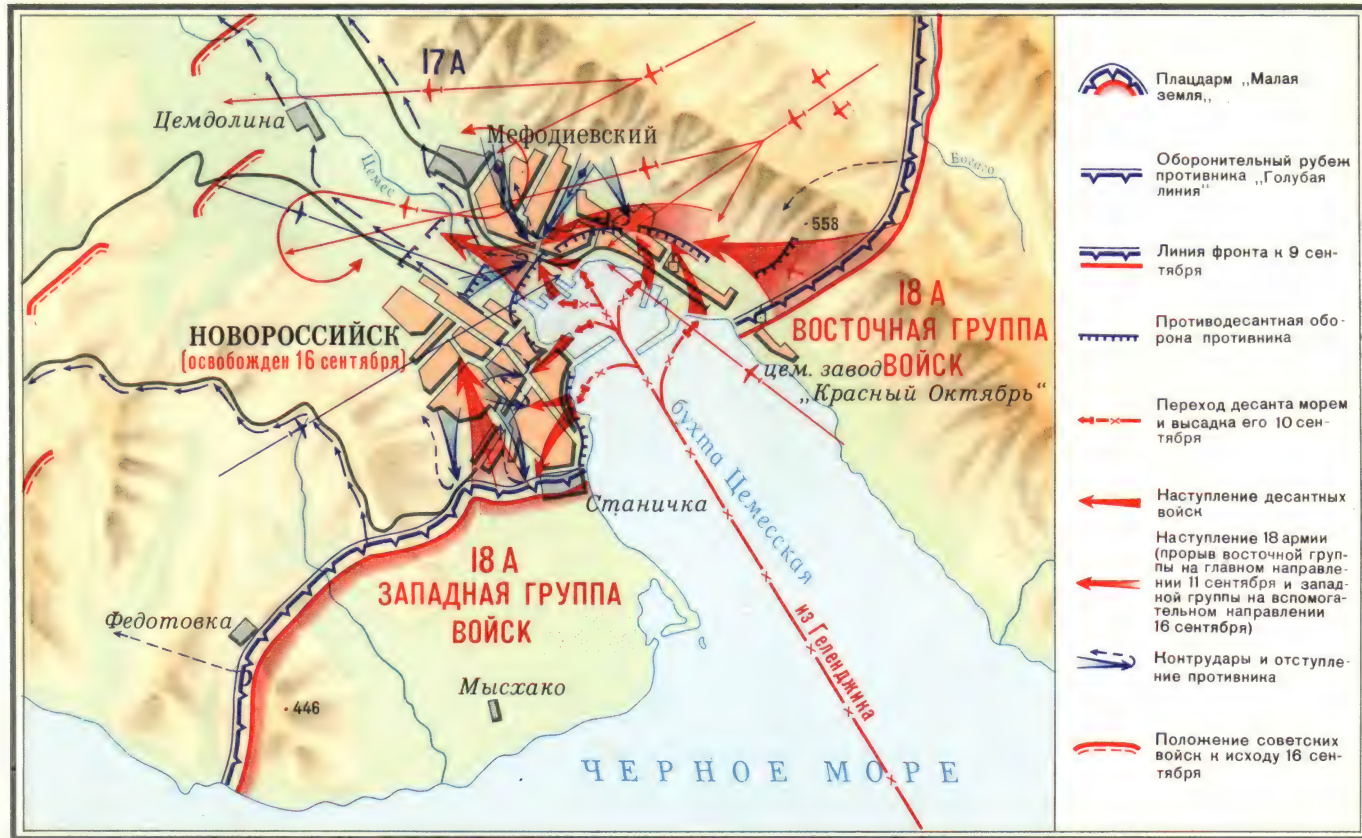 17 А
Цемдолина
Мефодиевский
Цемес
Богаго
558
18 А
ВОСТОЧНАЯ ГРУППА
ВОЙСК
НОВОРОССИЙСК
(освобожден 16 сентября)
цем. завод
„Красный Октябрь“
бухта Цемесская
Станичка
18 А
ЗАПАДНАЯ ГРУППА
ВОЙСК
из Геленджика
Федотовка
Мысхако
446
ЧЕРНОЕ МОРЕ
Плацдарм „Малая
земля„
Оборонительный рубеж
противника „Голубая
линия"
Линия фронта к 9 сен-
тября
Противодесантная обо-
рона противника
Переход десанта морем
и высадка его 10 сен-
тября
Наступление десантных
войск
Наступление 18 армии
(прорыв восточной груп-
пы на главном направле-
нии 11 сентября и запад-
ной группы на вспомога-
тельном направлении
16 сентября)
Контрудары и отступле-
ние противника
Положение советских
войск к исходу 16 сен-
тября